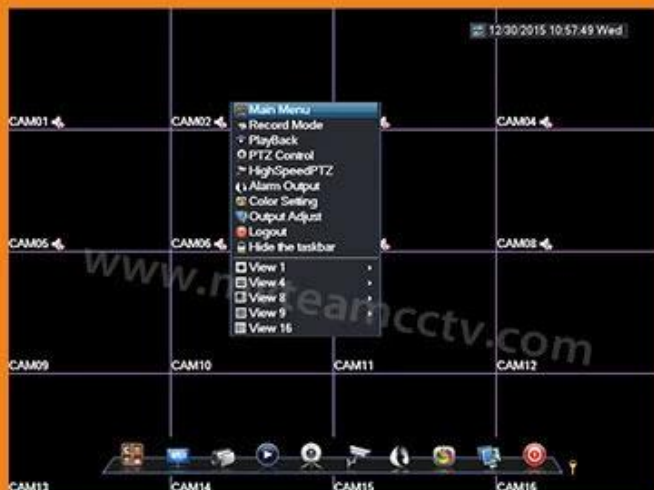 12/30/2015 10:57:49 Wed
CAM01
CAM02
CAM04
Main Menu
Record Mode
PlayBack
PTZ Control
HighSpeedPTZ
Alarm Output
Color Setting
Output Adjust
Logout
Hide the taskbar
View 1
View 4
View 8
View 9
View 16
CAM05
CAM06
CAM08
CAM09
CAM10
CAM11
CAM12
CAM13
CAM14
CAM15
CAM16